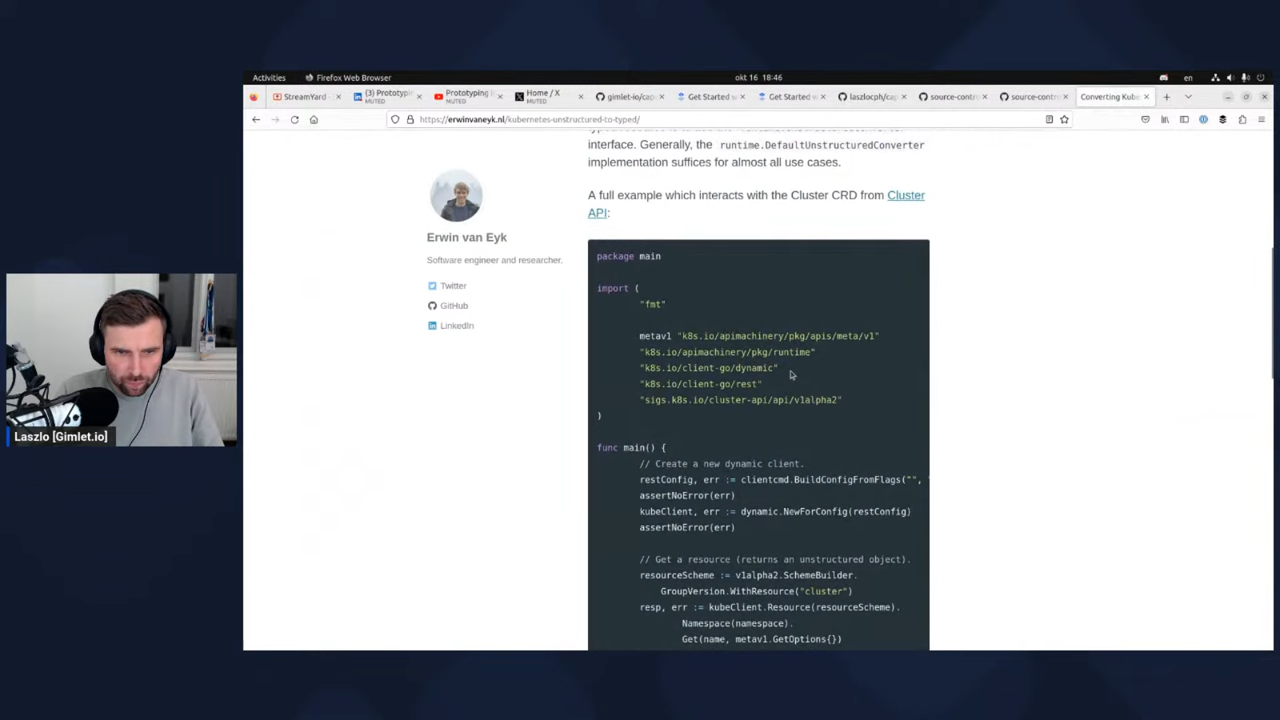 Activities
Firefox Web Browser
okt 16 18:46
en
StreamYard
(3) Prototypi
MUTED
Prototyping
MUTED
Home / X
MUTED
gimlet-io/cap
Get Started w
Get Started w
laszlocph/cap
source-contr
source-contr
Converting Kube
https://erwinvaneyk.nl/kubernetes-unstructured-to-typed/
interface. Generally, the runtime.DefaultUnstructuredConverter
implementation suffices for almost all use cases.
A full example which interacts with the Cluster CRD from Cluster
API:
Erwin van Eyk
Software engineer and researcher.
Twitter
GitHub
LinkedIn
package main
import (
"fmt"
metav1 "k8s.io/apimachinery/pkg/apis/meta/v1"
"k8s.io/apimachinery/pkg/runtime"
"k8s.io/client-go/dynamic"
"k8s.io/client-go/rest"
"sigs.k8s.io/cluster-api/api/v1alpha2"
)
func main() {
// Create a new dynamic client.
restConfig, err := clientcmd.BuildConfigFromFlags("",
assertNoError(err)
kubeClient, err := dynamic.NewForConfig(restConfig)
assertNoError(err)
// Get a resource (returns an unstructured object).
resourceScheme := v1alpha2.SchemeBuilder.
GroupVersion.WithResource("cluster")
resp, err := kubeClient.Resource(resourceScheme).
Namespace(namespace).
Get(name, metav1.GetOptions{})
Laszlo [Gimlet.io]